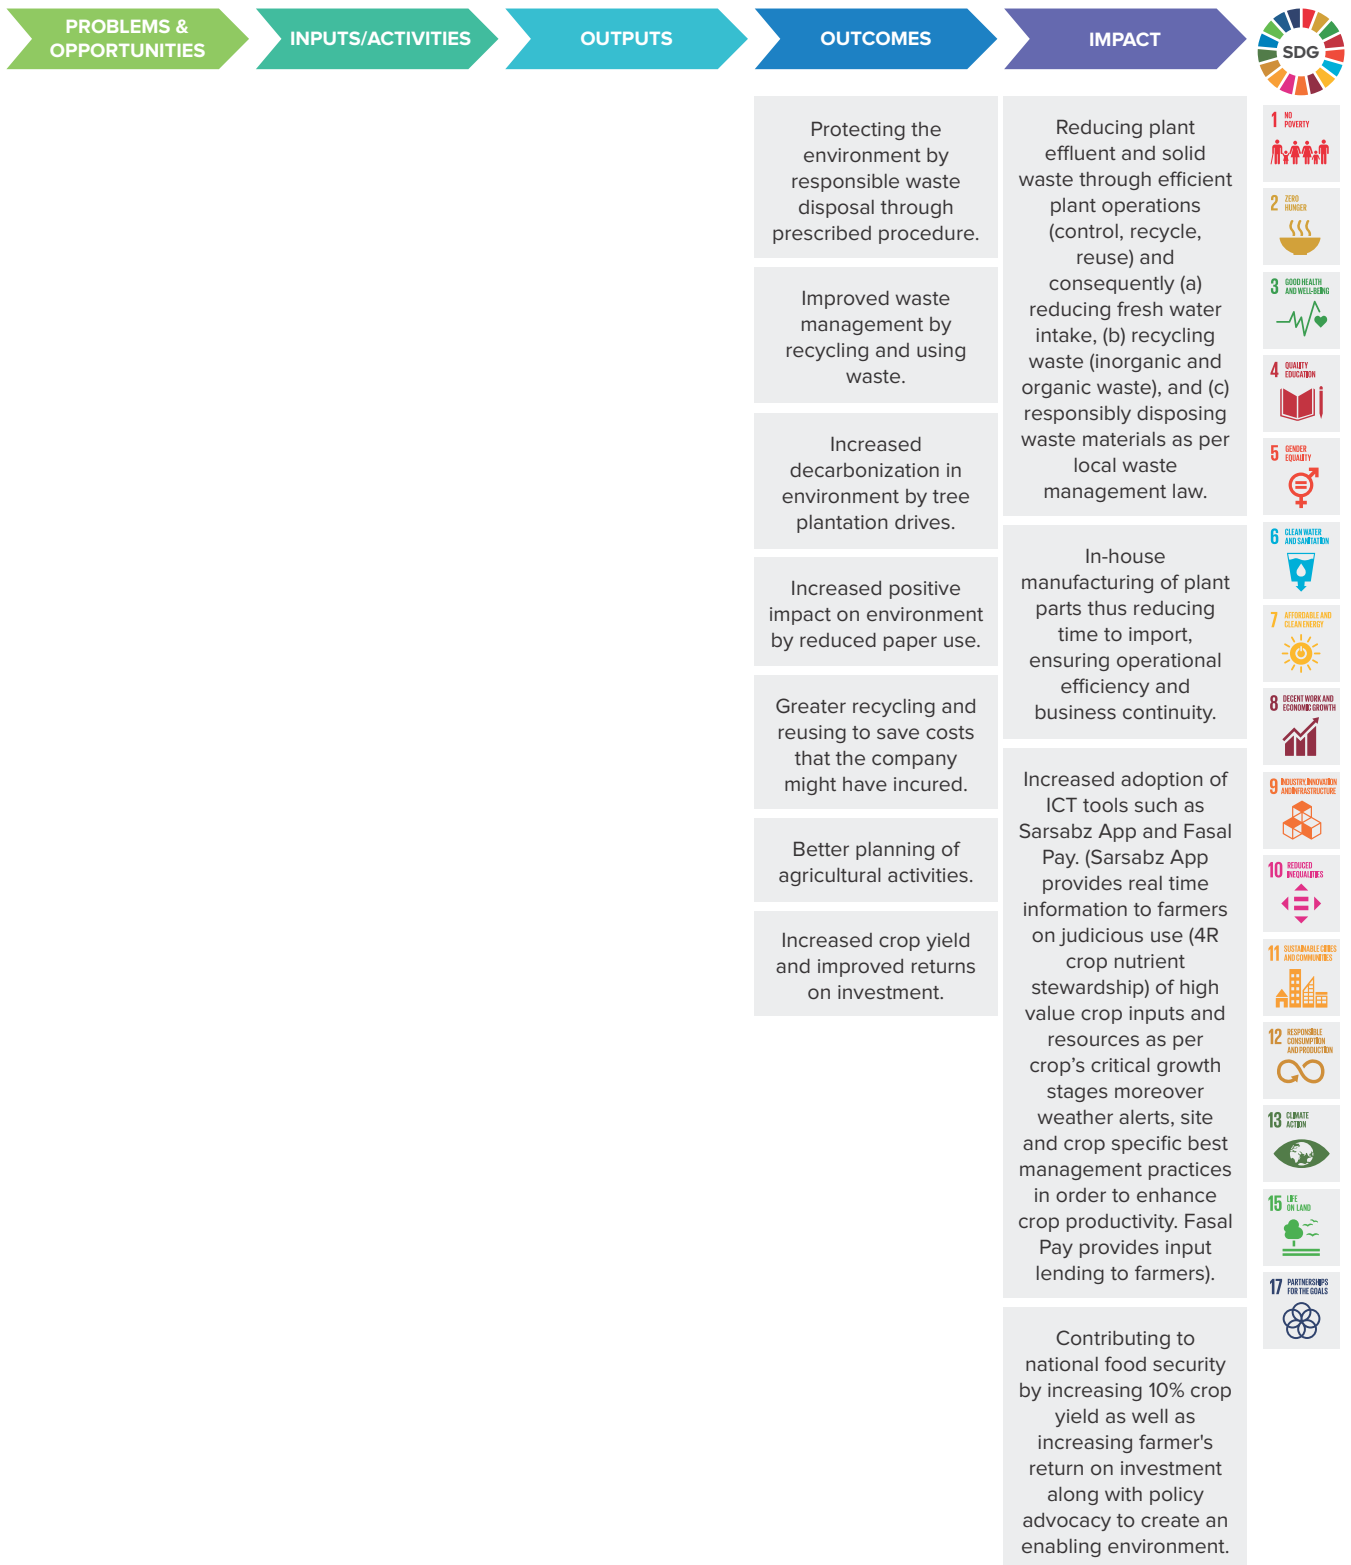 PROBLEMS &
OPPORTUNITIES
INPUTS/ACTIVITIES
OUTPUTS
OUTCOMES
IMPACT
SDG
Protecting the
environment by
responsible waste
disposal through
prescribed procedure.
Improved waste
management by
recycling and using
waste.
Increased
decarbonization in
environment by tree
plantation drives.
Increased positive
impact on environment
by reduced paper use.
Greater recycling and
reusing to save costs
that the company
might have incured.
Better planning of
agricultural activities.
Increased crop yield
and improved returns
on investment.
Reducing plant
effluent and solid
waste through efficient
plant operations
(control, recycle,
reuse) and
consequently (a)
reducing fresh water
intake, (b) recycling
waste (inorganic and
organic waste), and (c)
responsibly disposing
waste materials as per
local waste
management law.
In-house
manufacturing of plant
parts thus reducing
time to import,
ensuring operational
efficiency and
business continuity.
Increased adoption of
ICT tools such as
Sarsabz App and Fasal
Pay. (Sarsabz App
provides real time
information to farmers
on judicious use (4R
crop nutrient
stewardship) of high
value crop inputs and
resources as per
crop’s critical growth
stages moreover
weather alerts, site
and crop specific best
management practices
in order to enhance
crop productivity. Fasal
Pay provides input
lending to farmers).
Contributing to
national food security
by increasing 10% crop
yield as well as
increasing farmer's
return on investment
along with policy
advocacy to create an
enabling environment.
1 NO
POVERTY
2 ZERO
HUNGER
3 GOOD HEALTH
AND WELL-BEING
4 QUALITY
EDUCATION
5 GENDER
EQUALITY
6 CLEAN WATER
AND SANITATION
7 AFFORDABLE AND
CLEAN ENERGY
8 DECENT WORK AND
ECONOMIC GROWTH
9 INDUSTRY, INNOVATION
AND INFRASTRUCTURE
10 REDUCED
INEQUALITIES
11 SUSTAINABLE CITIES
AND COMMUNITIES
12 RESPONSIBLE
CONSUMPTION
AND PRODUCTION
13 CLIMATE
ACTION
15 LIFE
ON LAND
17 PARTNERSHIPS
FOR THE GOALS